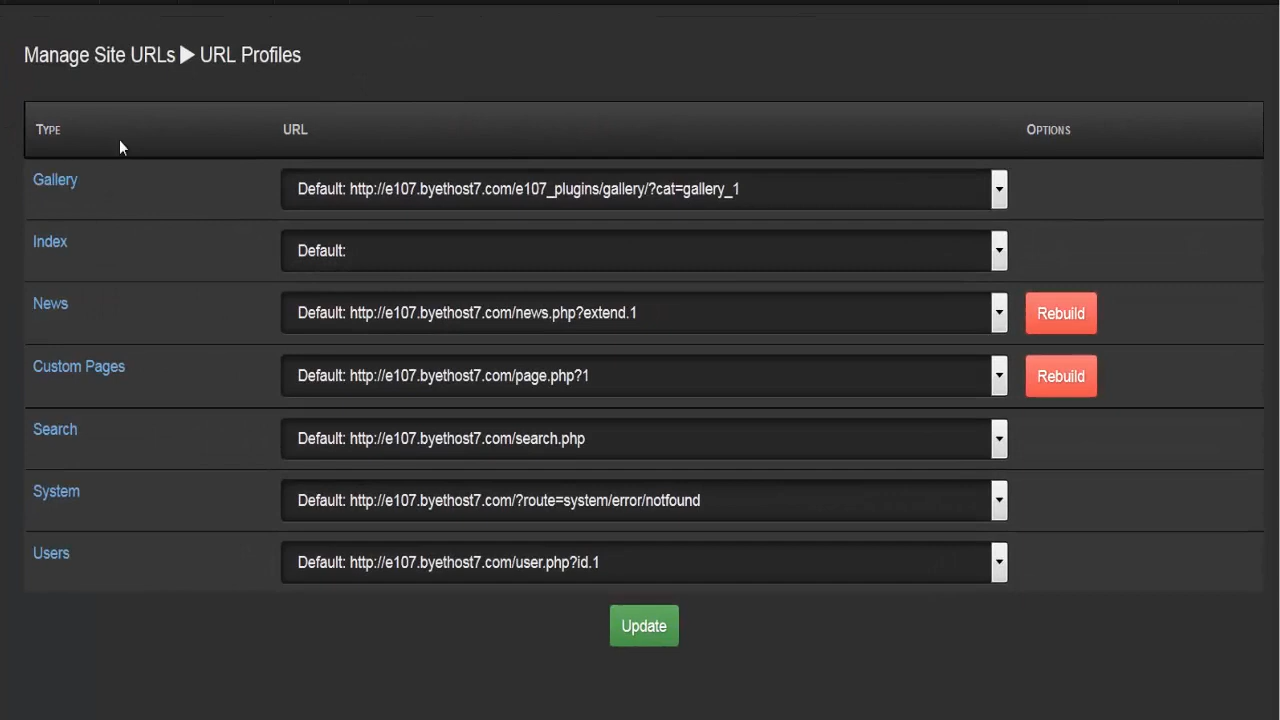 Manage Site URLs ▶ URL Profiles
TYPE URL OPTIONS
Gallery Default: http://e107.byethost7.com/e107_plugins/gallery/?cat=gallery_1
Index Default:
News Default: http://e107.byethost7.com/news.php?extend.1 Rebuild
Custom Pages Default: http://e107.byethost7.com/page.php?1 Rebuild
Search Default: http://e107.byethost7.com/search.php
System Default: http://e107.byethost7.com/?route=system/error/notfound
Users Default: http://e107.byethost7.com/user.php?id.1
Update